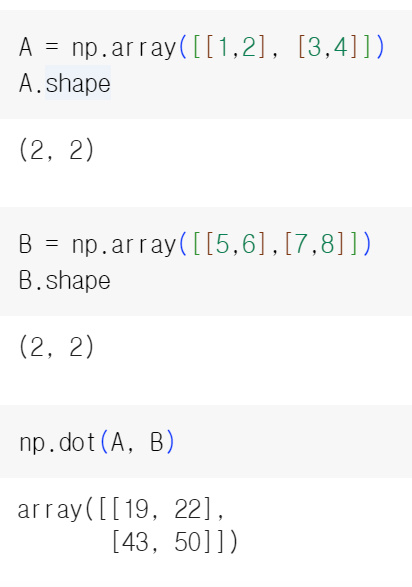 A = np.array([[1,2], [3,4]])
A.shape
(2, 2)
B = np.array([[5,6],[7,8]])
B.shape
(2, 2)
np.dot(A, B)
array([[19, 22],
       [43, 50]])